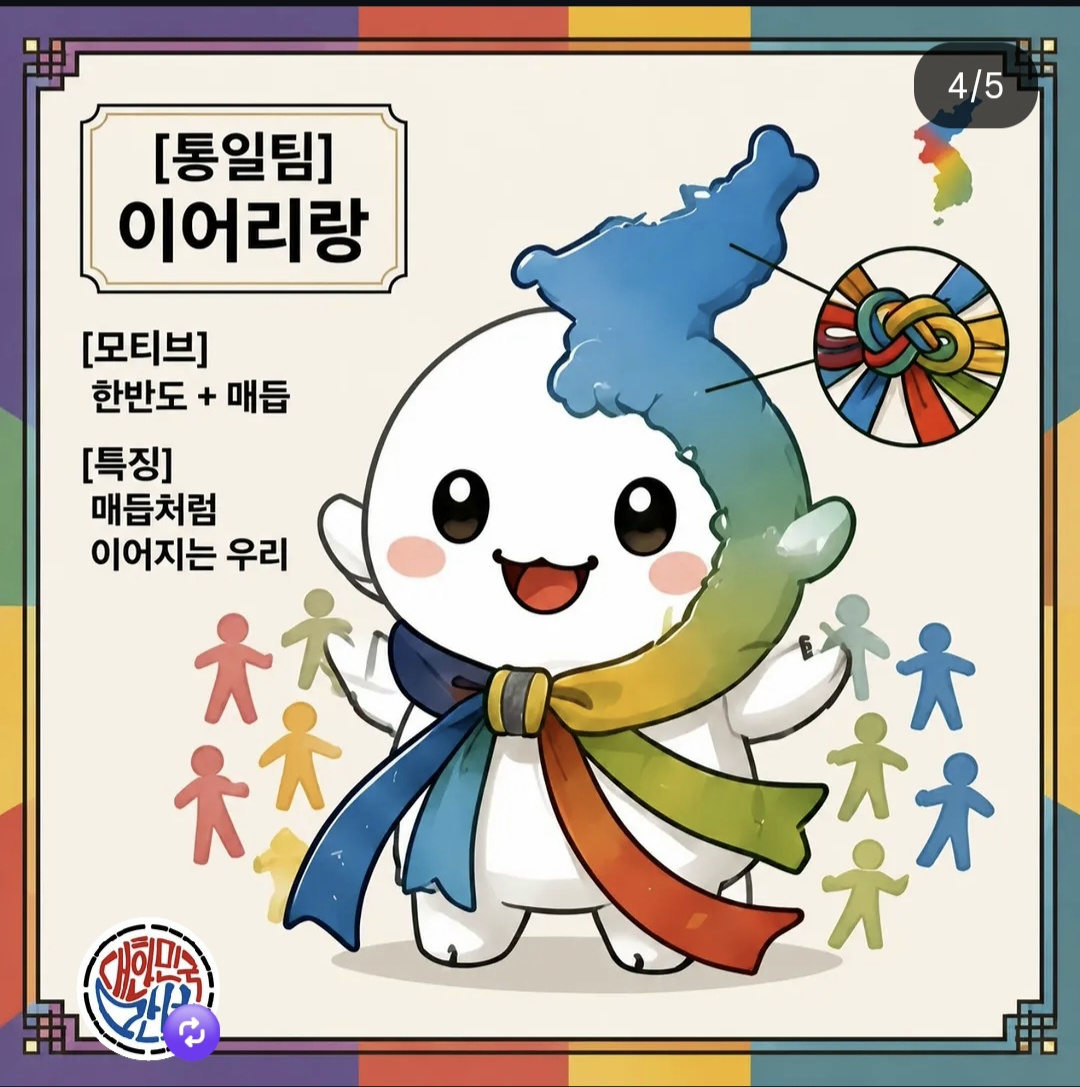 4/5
[통일팀]
이어리랑
[모티브]
한반도 + 매듭
[특징]
매듭처럼
이어지는 우리
대한민국